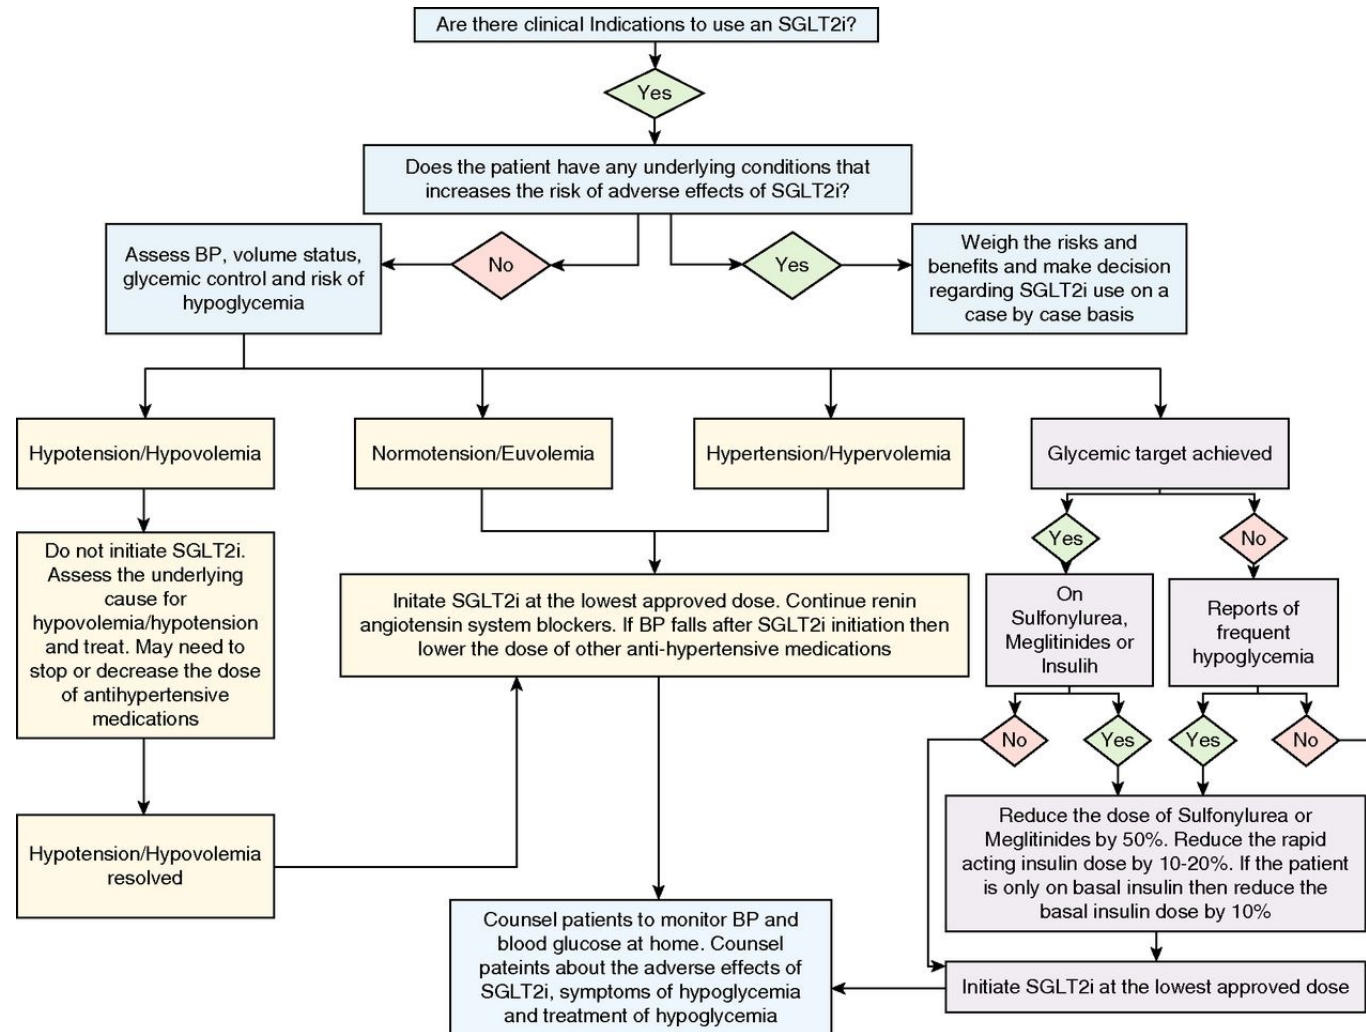 Are there clinical Indications to use an SGLT2i?
Yes
Does the patient have any underlying conditions that
increases the risk of adverse effects of SGLT2i?
Assess BP, volume status,
glycemic control and risk of
hypoglycemia
No
Yes
Weigh the risks and
benefits and make decision
regarding SGLT2i use on a
case by case basis
Hypotension/Hypovolemia
Normotension/Euvolemia
Hypertension/Hypervolemia
Glycemic target achieved
Yes
No
Do not initiate SGLT2i.
Assess the underlying
cause for
hypovolemia/hypotension
and treat. May need to
stop or decrease the dose
of antihypertensive
medications
Initate SGLT2i at the lowest approved dose. Continue renin
angiotensin system blockers. If BP falls after SGLT2i initiation then
lower the dose of other anti-hypertensive medications
On
Sulfonylurea,
Meglitinides or
Insulih
Reports of
frequent
hypoglycemia
No
Yes
Yes
No
Hypotension/Hypovolemia
resolved
Reduce the dose of Sulfonylurea or
Meglitinides by 50%. Reduce the rapid
acting insulin dose by 10-20%. If the patient
is only on basal insulin then reduce the
basal insulin dose by 10%
Counsel patients to monitor BP and
blood glucose at home. Counsel
pateints about the adverse effects of
SGLT2i, symptoms of hypoglycemia
and treatment of hypoglycemia
Initiate SGLT2i at the lowest approved dose